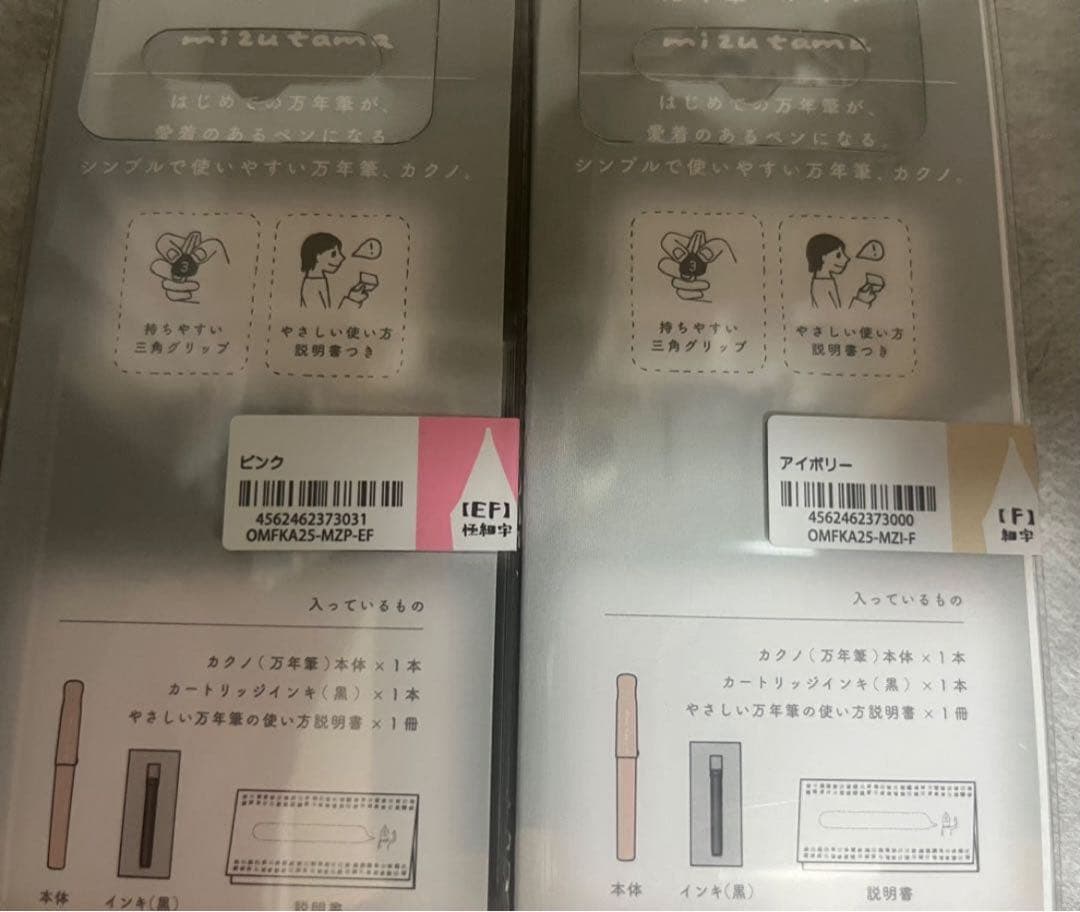 mizutama
はじめての万年筆が、
愛着のあるペンになる。
シンプルで使いやすい万年筆、カクノ。
3
!
持ちやすい
三角グリップ
やさしい使い方
説明書つき
ピンク
4562462373031
OMFKA25-MZP-EF
【EF】
極細字
入っているもの
カクノ(万年筆)本体×1本
カートリッジインキ(黒)×1本
やさしい万年筆の使い方説明書×1冊
本体
インキ(黒)
説明書
mizutama
はじめての万年筆が、
愛着のあるペンになる。
シンプルで使いやすい万年筆、カクノ。
3
!
持ちやすい
三角グリップ
やさしい使い方
説明書つき
アイボリー
4562462373000
OMFKA25-MZI-F
【F】
細字
入っているもの
カクノ(万年筆)本体×1本
カートリッジインキ(黒)×1本
やさしい万年筆の使い方説明書×1冊
本体
インキ(黒)
説明書